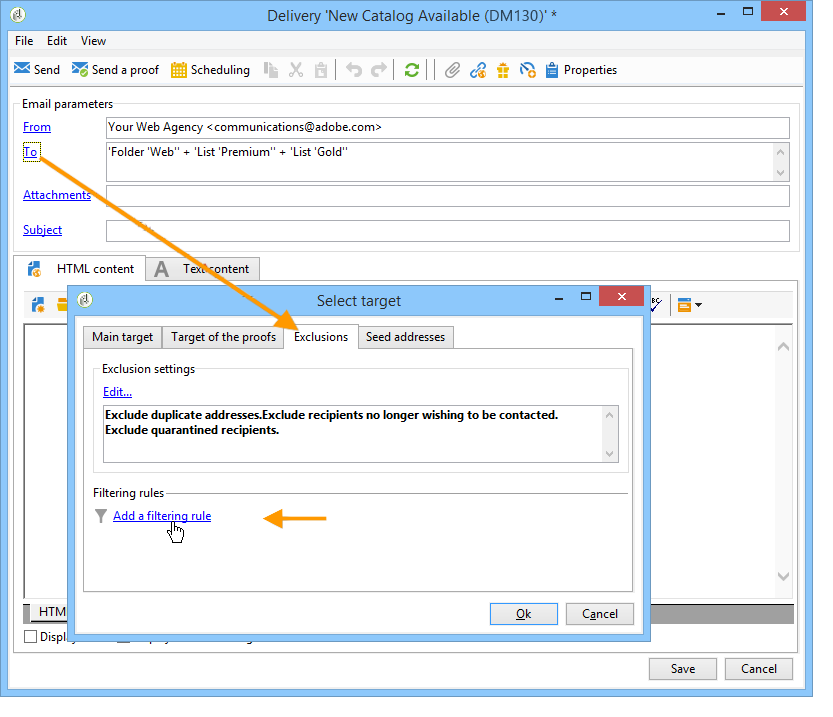 Delivery 'New Catalog Available (DM130)' *
File Edit View
Send Send a proof Scheduling Properties
Email parameters
From Your Web Agency <communications@adobe.com>
To 'Folder 'Web'' + 'List 'Premium'' + 'List 'Gold''
Attachments
Subject
HTML content A Text content
Select target
Main target Target of the proofs Exclusions Seed addresses
Exclusion settings
Edit...
Exclude duplicate addresses.Exclude recipients no longer wishing to be contacted.
Exclude quarantined recipients.
Filtering rules
Add a filtering rule
Ok Cancel
HTM
Display
Save Cancel